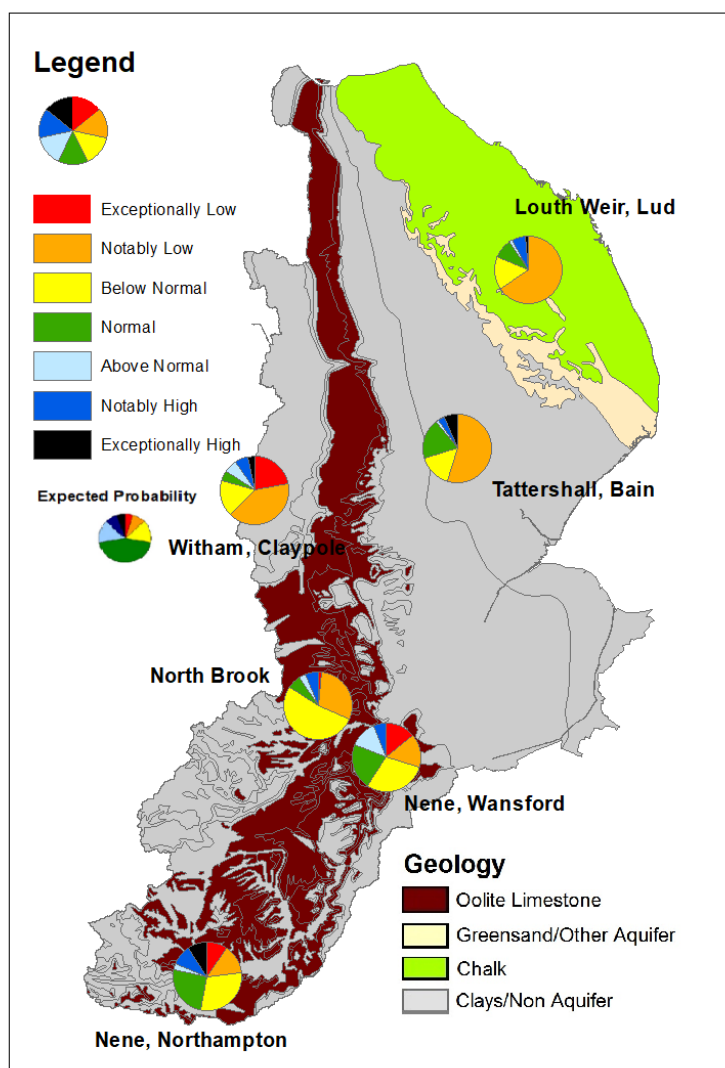 Legend
Exceptionally Low
Notably Low
Below Normal
Normal
Above Normal
Notably High
Exceptionally High
Expected Probability
Louth Weir, Lud
Tattershall, Bain
Witham, Claypole
North Brook
Nene, Wansford
Nene, Northampton
Geology
Oolite Limestone
Greensand/Other Aquifer
Chalk
Clays/Non Aquifer